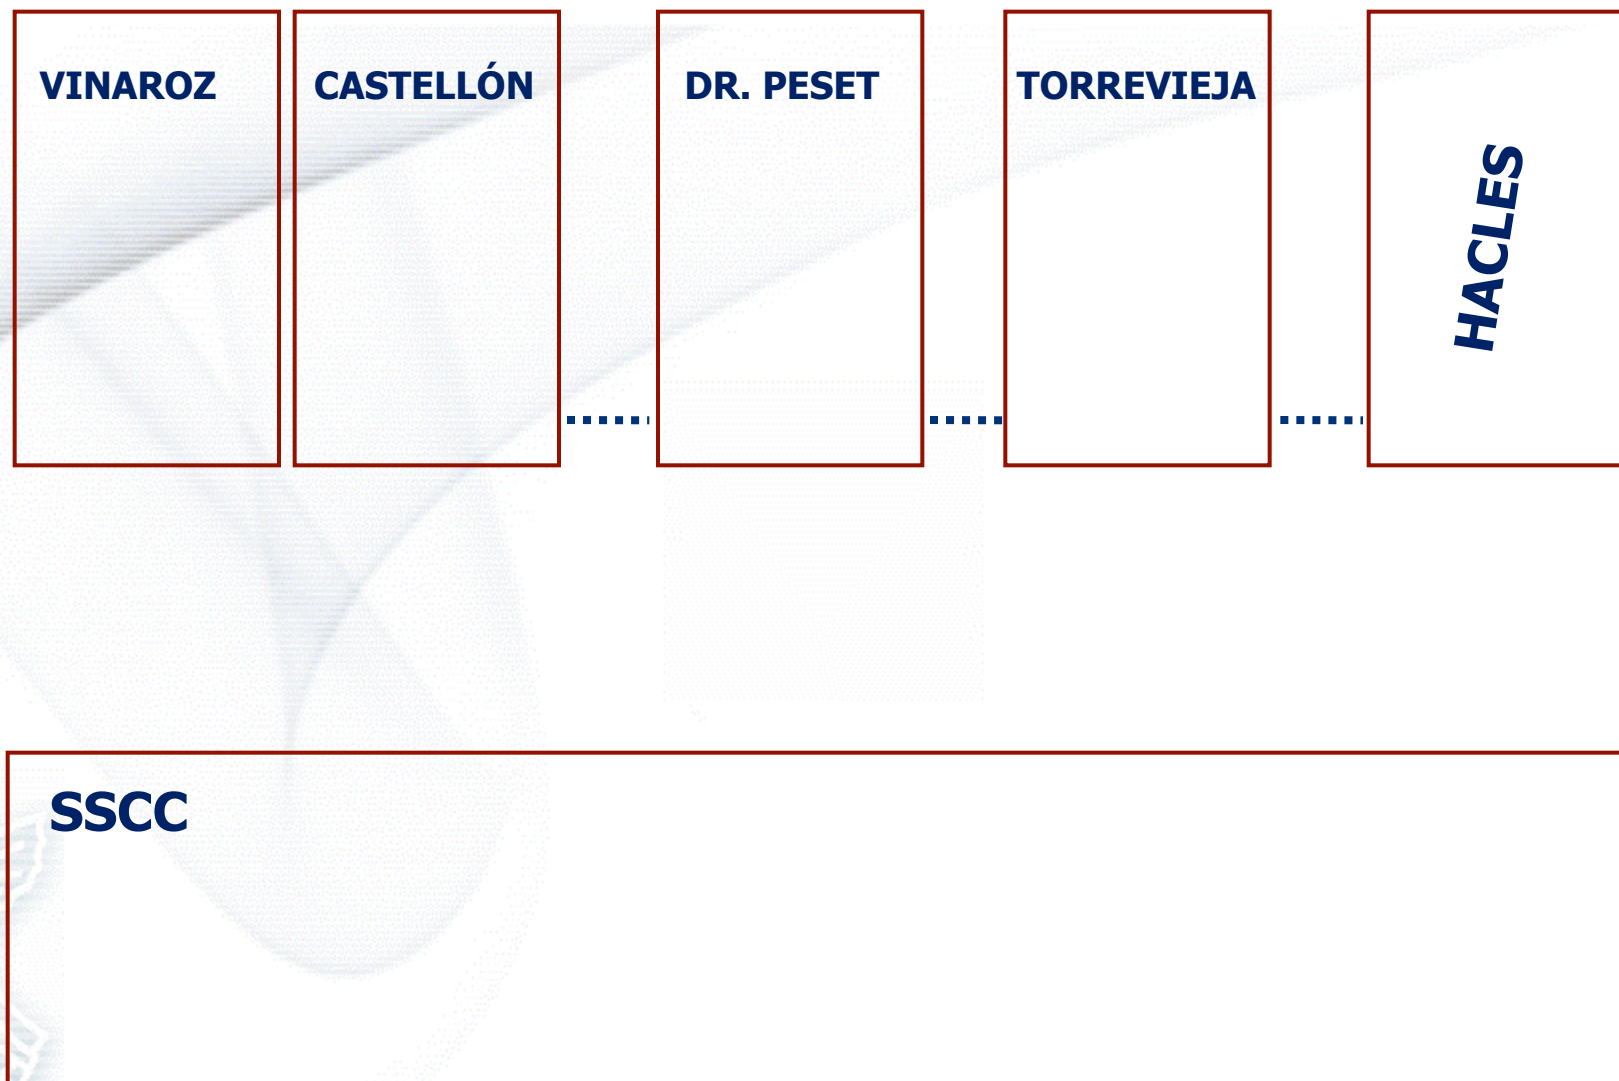 VINAROZ
CASTELLÓN
DR. PESET
TORREVIEJA
HACLES
SSCC